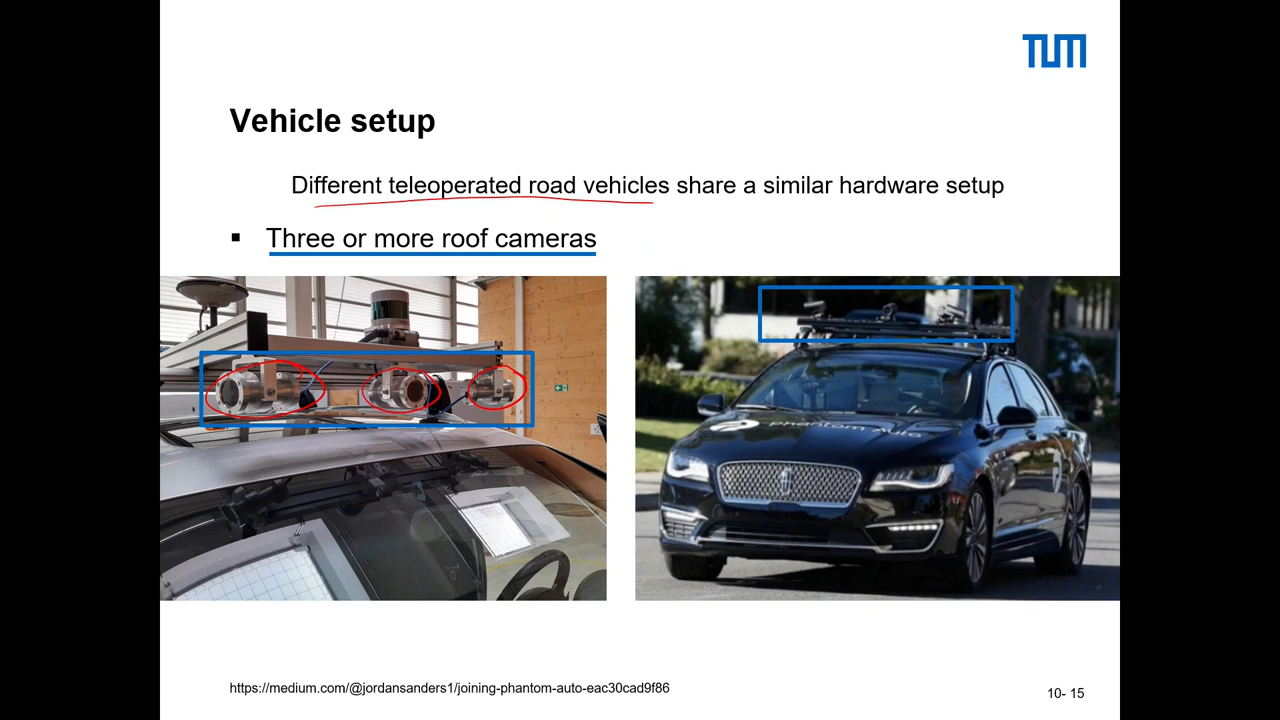 TUM
Vehicle setup
Different teleoperated road vehicles share a similar hardware setup
▪ Three or more roof cameras
phantom auto
https://medium.com/@jordansanders1/joining-phantom-auto-eac30cad9f86
10- 15